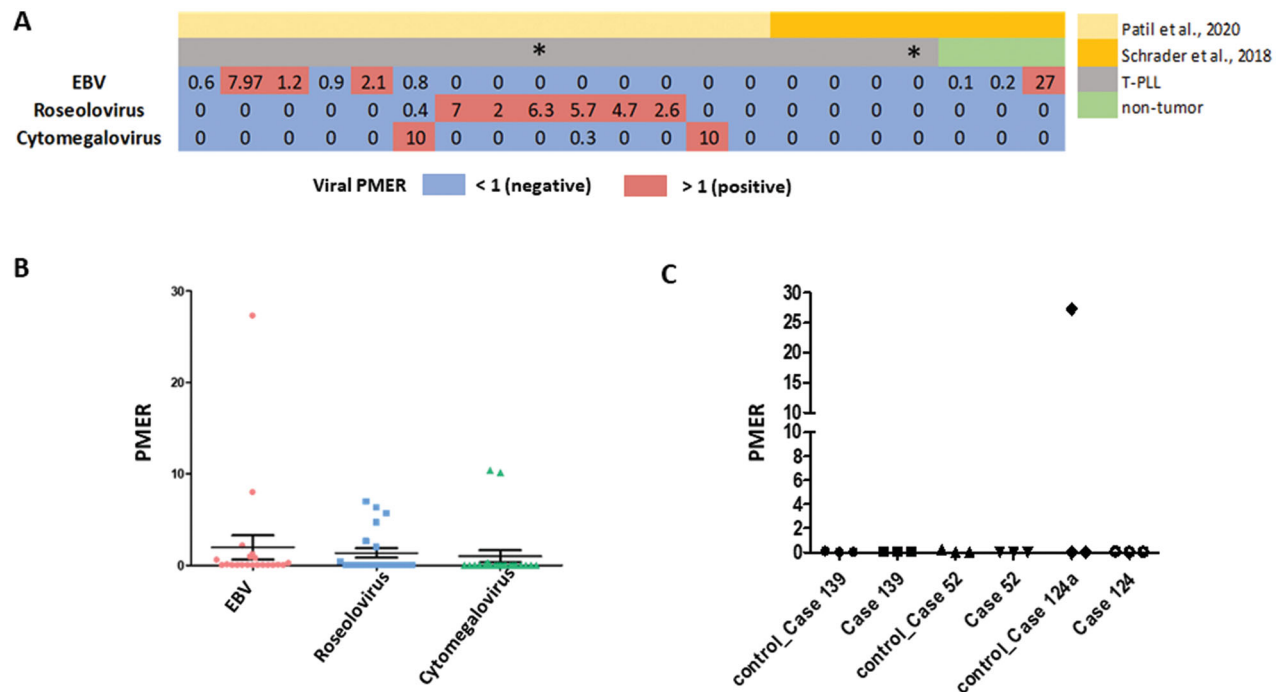 A
Patil et al., 2020
Schrader et al., 2018
* *
T-PLL
non-tumor
EBV 0.6 7.97 1.2 0.9 2.1 0.8 0 0 0 0 0 0 0 0 0 0 0 0 0.1 0.2 27
Roseolovirus 0 0 0 0 0 0.4 7 2 6.3 5.7 4.7 2.6 0 0 0 0 0 0 0 0 0
Cytomegalovirus 0 0 0 0 0 10 0 0 0 0.3 0 0 10 0 0 0 0 0 0 0 0
Viral PMER < 1 (negative) > 1 (positive)
B
PMER
30
20
10
0
EBV
Roseolovirus
Cytomegalovirus
C
PMER
30
25
20
15
10
10
8
6
4
2
0
control_Case 139
Case 139
control_Case 52
Case 52
control_Case 124a
Case 124